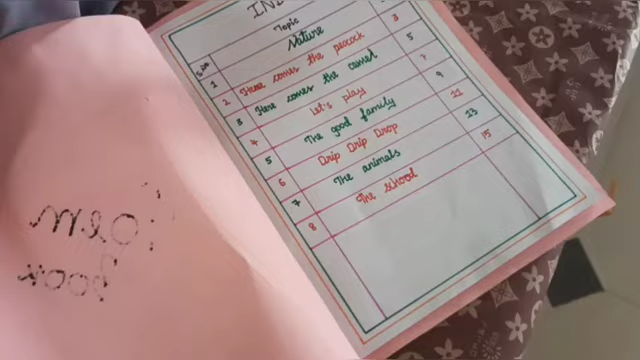 S.no Topic
1 Nature
2 Here comes the peacock 3
3 Here comes the camel 5
4 Let's play 7
5 The good family 9
6 Drip Drip Drop 11
7 The animals 13
8 The school 15